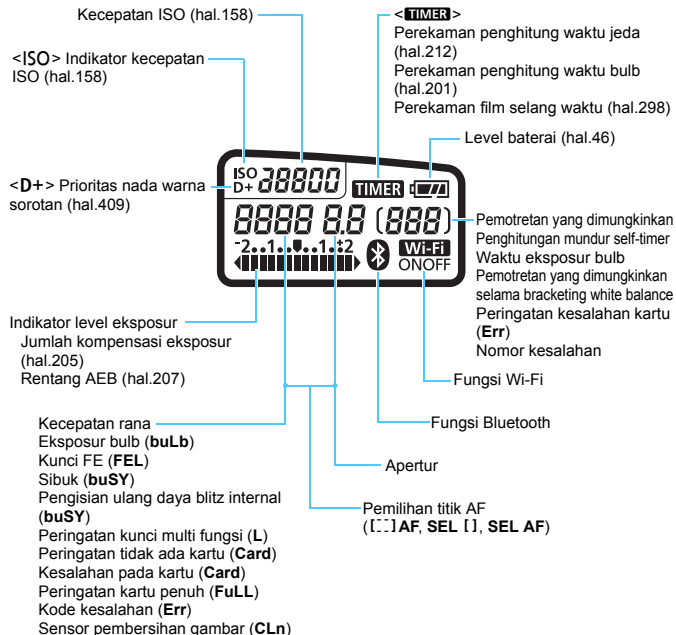 Kecepatan ISO (hal.158)
<ISO> Indikator kecepatan
ISO (hal.158)
<D+> Prioritas nada warna
sorotan (hal.409)
<TIMER>
Perekaman penghitung waktu jeda
(hal.212)
Perekaman penghitung waktu bulb
(hal.201)
Perekaman film selang waktu (hal.298)
Level baterai (hal.46)
ISO
D+ 38800 TIMER
8888 8.8 (888)
-2..1..0..1..+2 Wi-Fi
ONOFF
Pemotretan yang dimungkinkan
Penghitungan mundur self-timer
Waktu eksposur bulb
Pemotretan yang dimungkinkan
selama bracketing white balance
Peringatan kesalahan kartu
(Err)
Nomor kesalahan
Indikator level eksposur
Jumlah kompensasi eksposur
(hal.205)
Rentang AEB (hal.207)
Fungsi Wi-Fi
Fungsi Bluetooth
Apertur
Pemilihan titik AF
([ ] AF, SEL [ ], SEL AF)
Kecepatan rana
Eksposur bulb (buLb)
Kunci FE (FEL)
Sibuk (buSY)
Pengisian ulang daya blitz internal
(buSY)
Peringatan kunci multi fungsi (L)
Peringatan tidak ada kartu (Card)
Kesalahan pada kartu (Card)
Peringatan kartu penuh (FuLL)
Kode kesalahan (Err)
Sensor pembersihan gambar (CLn)